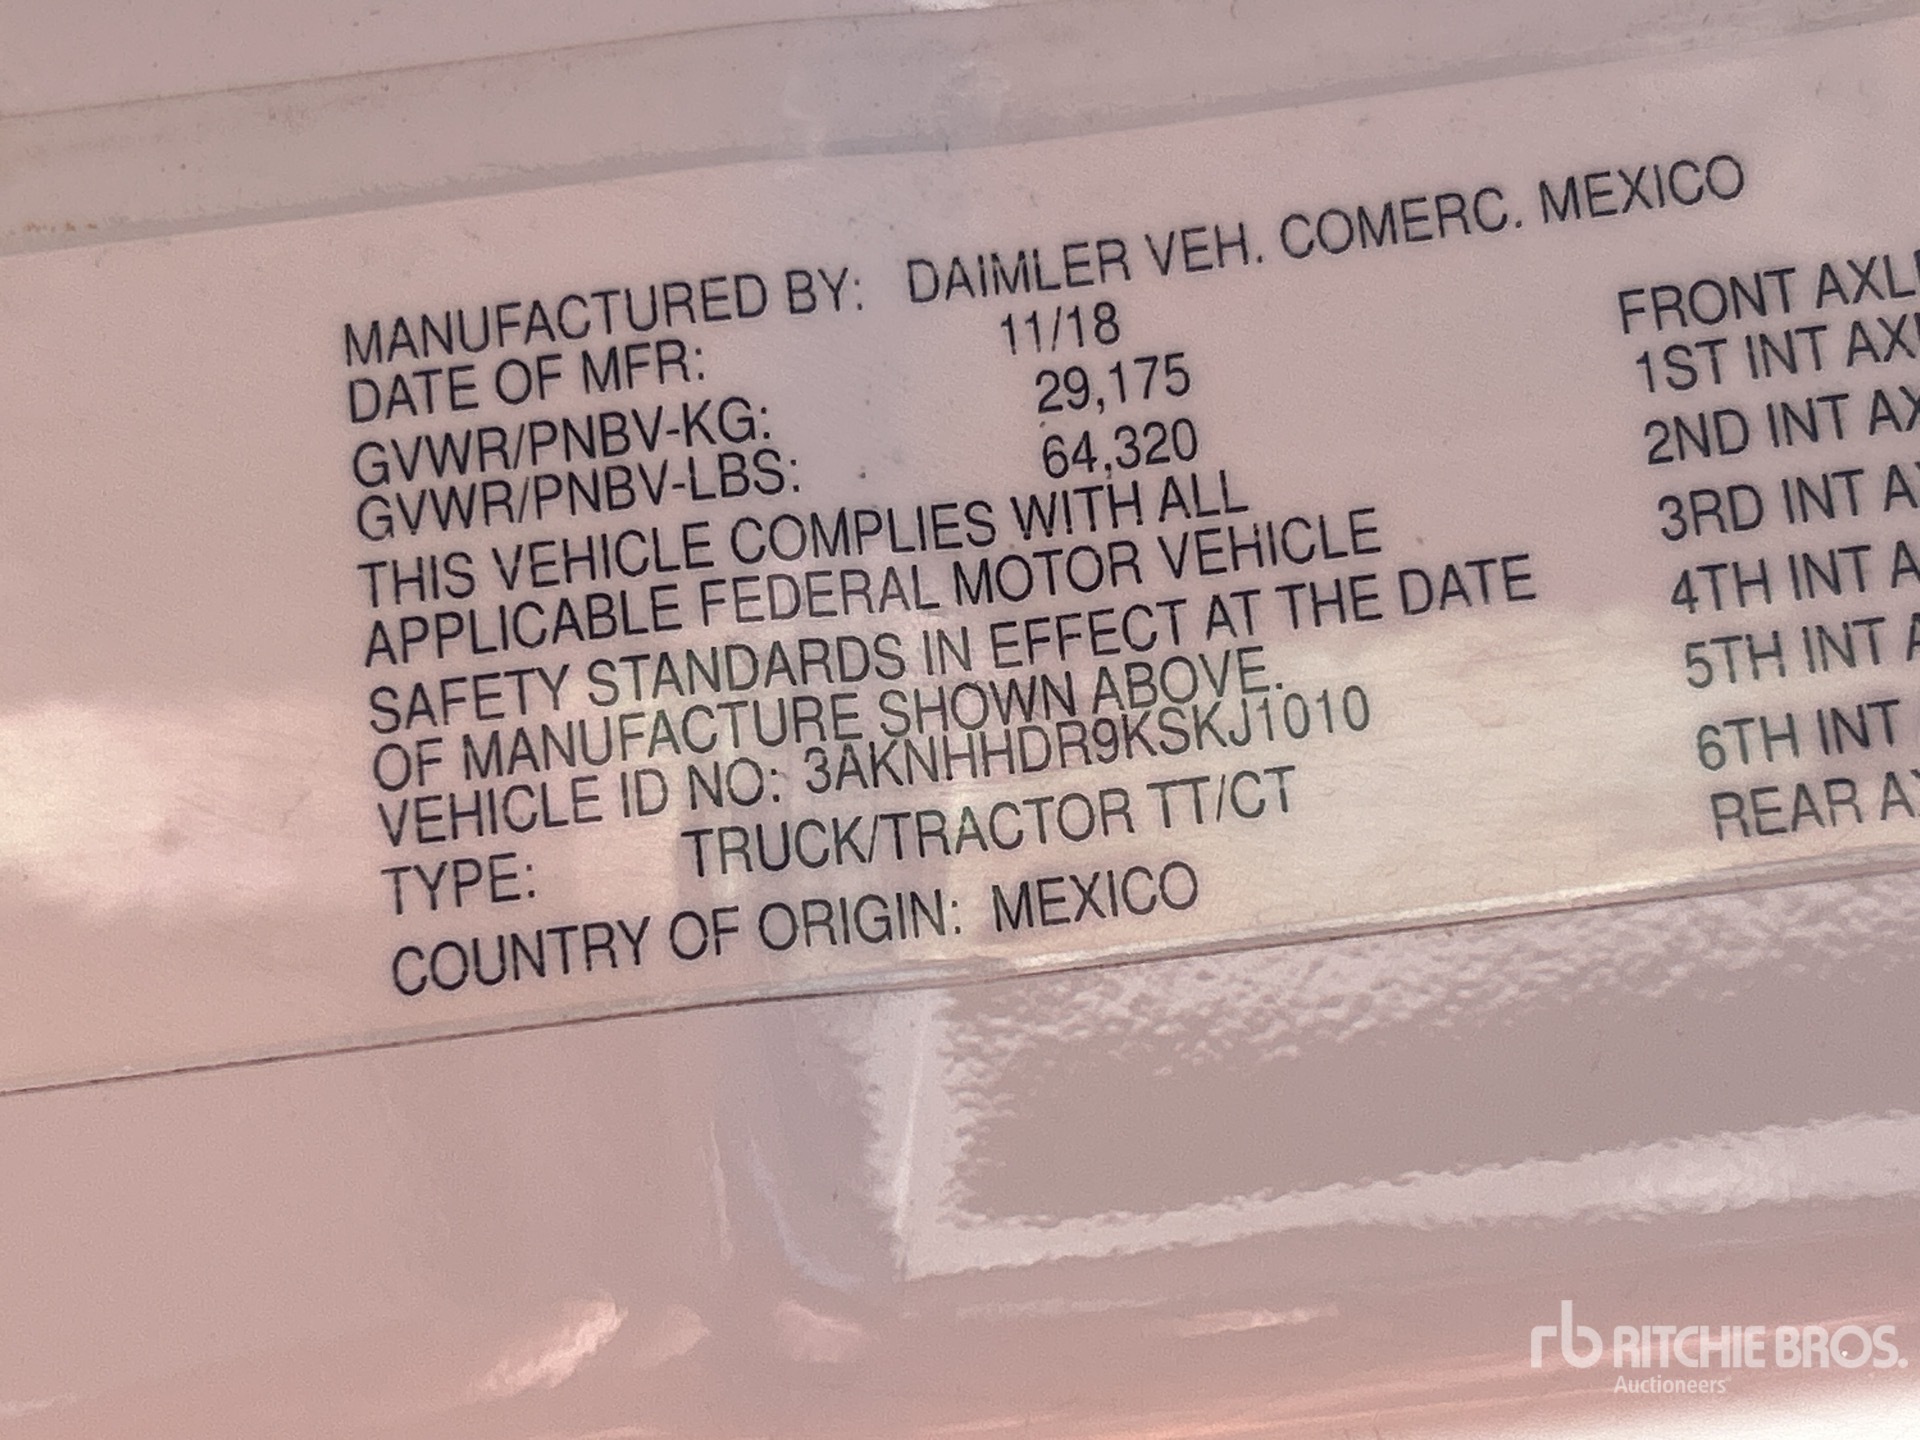 MANUFACTURED BY: DAIMLER VEH. COMERC. MEXICO
DATE OF MFR: 11/18
GVWR/PNBV-KG: 29,175
GVWR/PNBV-LBS: 64,320
THIS VEHICLE COMPLIES WITH ALL
APPLICABLE FEDERAL MOTOR VEHICLE
SAFETY STANDARDS IN EFFECT AT THE DATE
OF MANUFACTURE SHOWN ABOVE.
VEHICLE ID NO: 3AKNHHDR9KSKJ1010
TYPE: TRUCK/TRACTOR TT/CT
COUNTRY OF ORIGIN: MEXICO
FRONT
1ST INT
2ND INT
3RD INT
4TH INT
5TH INT
6TH INT
REAR
rb RITCHIE BROS.
Auctioneers